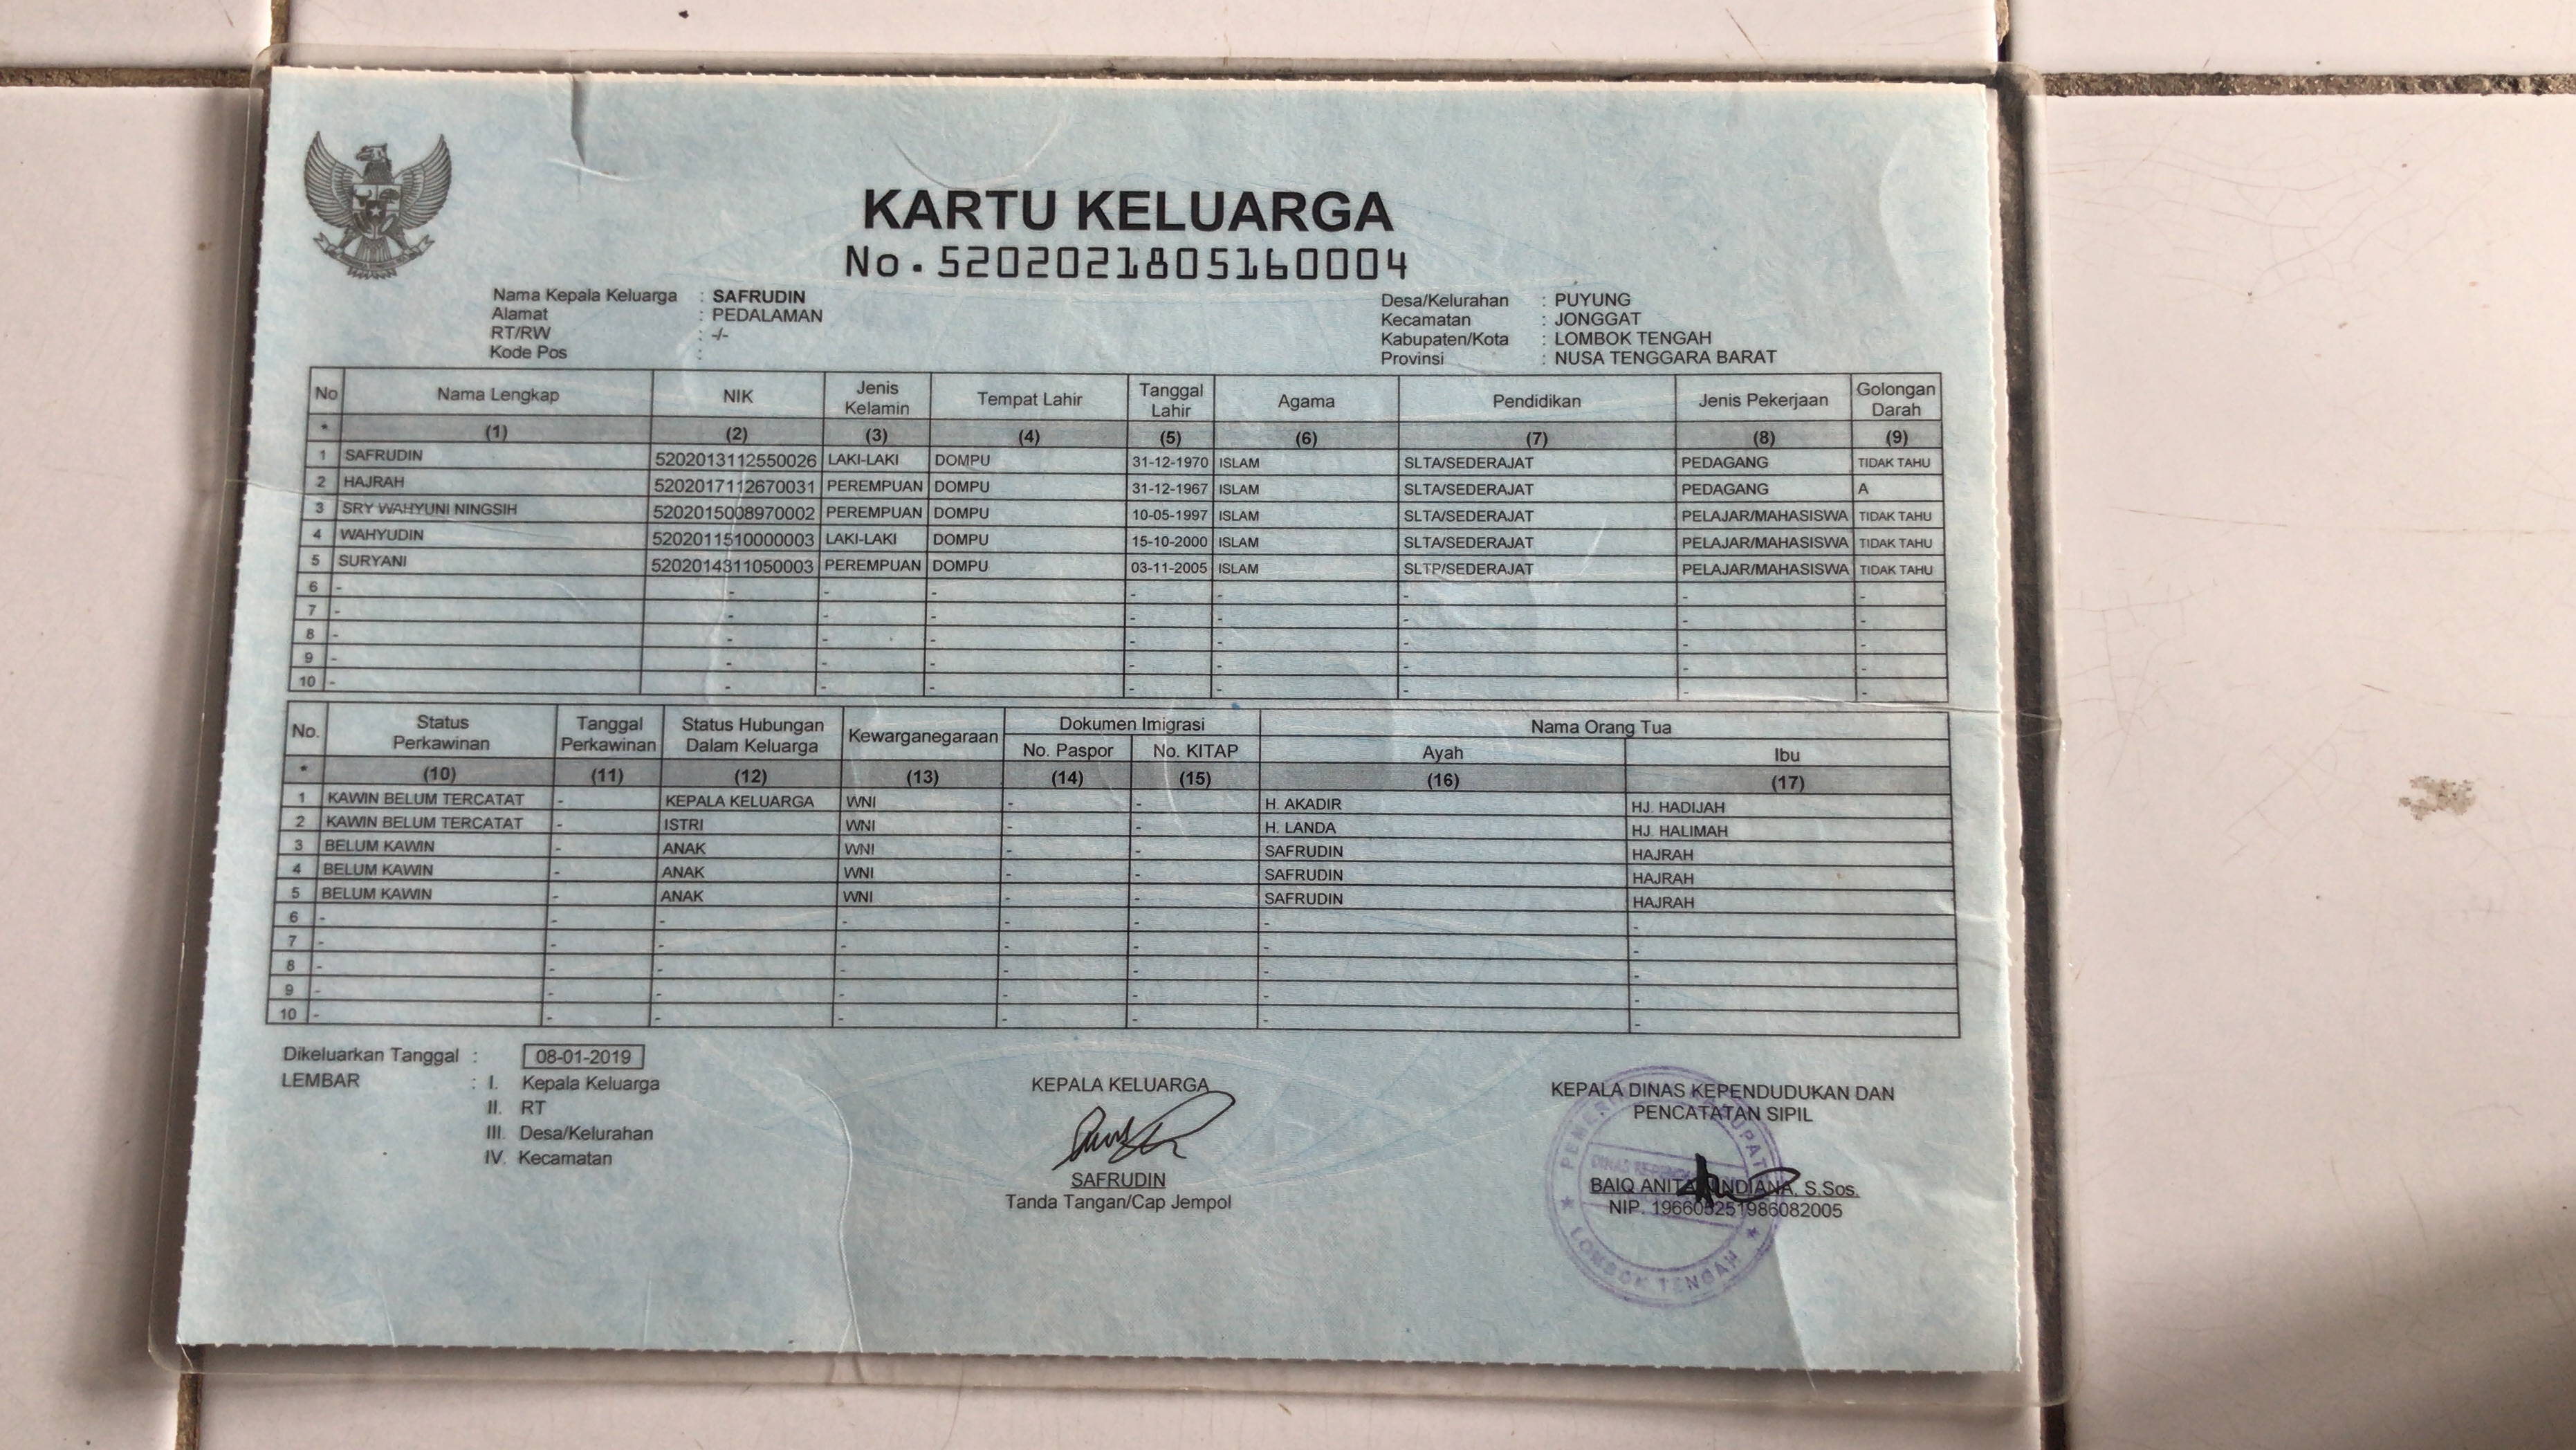 KARTU KELUARGA
No. 5202021805160004
Nama Kepala Keluarga : SAFRUDIN
Alamat : PEDALAMAN
RT/RW : -/-
Kode Pos :
Desa/Kelurahan : PUYUNG
Kecamatan : JONGGAT
Kabupaten/Kota : LOMBOK TENGAH
Provinsi : NUSA TENGGARA BARAT
No Nama Lengkap NIK Jenis Kelamin Tempat Lahir Tanggal Lahir Agama Pendidikan Jenis Pekerjaan Golongan Darah
* (1) (2) (3) (4) (5) (6) (7) (8) (9)
1 SAFRUDIN 5202013112550026 LAKI-LAKI DOMPU 31-12-1970 ISLAM SLTA/SEDERAJAT PEDAGANG TIDAK TAHU
2 HAJRAH 5202017112670031 PEREMPUAN DOMPU 31-12-1967 ISLAM SLTA/SEDERAJAT PEDAGANG A
3 SRY WAHYUNI NINGSIH 5202015008970002 PEREMPUAN DOMPU 10-05-1997 ISLAM SLTA/SEDERAJAT PELAJAR/MAHASISWA TIDAK TAHU
4 WAHYUDIN 5202011510000003 LAKI-LAKI DOMPU 15-10-2000 ISLAM SLTA/SEDERAJAT PELAJAR/MAHASISWA TIDAK TAHU
5 SURYANI 5202014311050003 PEREMPUAN DOMPU 03-11-2005 ISLAM SLTP/SEDERAJAT PELAJAR/MAHASISWA TIDAK TAHU
6 - - - - - - - - -
7 - - - - - - - - -
8 - - - - - - - - -
9 - - - - - - - - -
10 - - - - - - - - -
No. Status Perkawinan Tanggal Perkawinan Status Hubungan Dalam Keluarga Kewarganegaraan Dokumen Imigrasi Nama Orang Tua
No. Paspor No. KITAP Ayah Ibu
* (10) (11) (12) (13) (14) (15) (16) (17)
1 KAWIN BELUM TERCATAT - KEPALA KELUARGA WNI - - H. AKADIR HJ. HADIJAH
2 KAWIN BELUM TERCATAT - ISTRI WNI - - H. LANDA HJ. HALIMAH
3 BELUM KAWIN - ANAK WNI - - SAFRUDIN HAJRAH
4 BELUM KAWIN - ANAK WNI - - SAFRUDIN HAJRAH
5 BELUM KAWIN - ANAK WNI - - SAFRUDIN HAJRAH
6 - - - - - - - -
7 - - - - - - - -
8 - - - - - - - -
9 - - - - - - - -
10 - - - - - - - -
Dikeluarkan Tanggal : 08-01-2019
LEMBAR : I. Kepala Keluarga
II. RT
III. Desa/Kelurahan
IV. Kecamatan
KEPALA KELUARGA
SAFRUDIN
Tanda Tangan/Cap Jempol
KEPALA DINAS KEPENDUDUKAN DAN
PENCATATAN SIPIL
BAIQ S.Sos.
NIP.
LOMBOK TENGAH